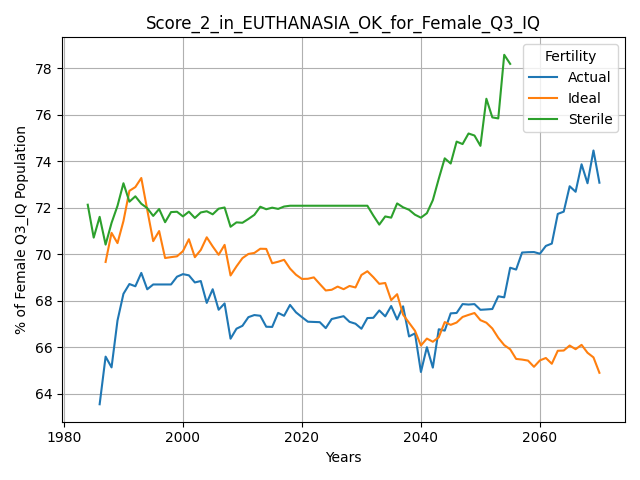 Score_2_in_EUTHANASIA_OK_for_Female_Q3_IQ
Fertility
Actual
Ideal
Sterile
% of Female Q3_IQ Population
78
76
74
72
70
68
66
64
1980
2000
2020
2040
2060
Years